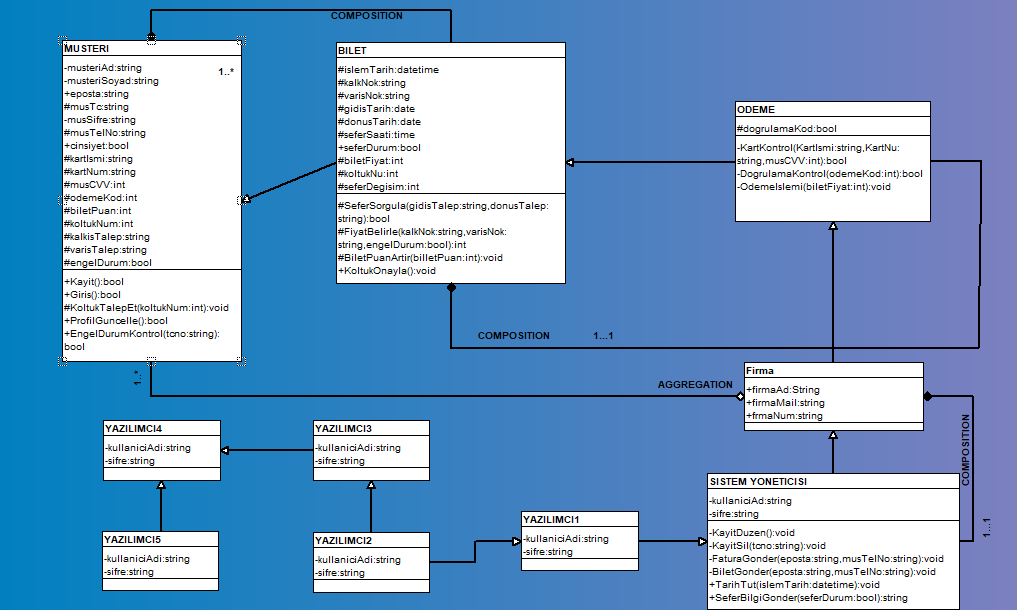 COMPOSITION
MUSTERI
1..*
-musteriAd:string
-musteriSoyad:string
+eposta:string
#musTc:string
-musSifre:string
#musTelNo:string
+cinsiyet:bool
#kartIsmi:string
#kartNum:string
#musCVV:int
#odemeKod:int
#biletPuan:int
#koltukNum:int
#kalkisTalep:string
#varisTalep:string
#engelDurum:bool
+Kayit():bool
+Giris():bool
#KoltukTalepEt(koltukNum:int):void
+ProfilGuncelle():bool
+EngelDurumKontrol(tcno:string):
bool
BILET
#islemTarih:datetime
#kalkNok:string
#varisNok:string
#gidisTarih:date
#donusTarih:date
#seferSaati:time
+seferDurum:bool
#biletFiyat:int
#koltukNu:int
#seferDegisim:int
#SeferSorgula(gidisTalep:string,donusTalep:
string):bool
#FiyatBelirle(kalkNok:string,varisNok:
string,engelDurum:bool):int
#BiletPuanArtir(billetPuan:int):void
+KoltukOnayla():void
ODEME
#dogrulamaKod:bool
-KartKontrol(KartIsmi:string,KartNu:
string,musCVV:int):bool
-DogrulamaKontrol(odemeKod:int):bool
-OdemeIslemi(biletFiyat:int):void
COMPOSITION
1...1
1..*
AGGREGATION
Firma
+firmaAd:String
+firmaMail:string
+frmaNum:string
COMPOSITION
1...1
YAZILIMCI4
-kullaniciAdi:string
-sifre:string
YAZILIMCI3
-kullaniciAdi:string
-sifre:string
YAZILIMCI5
-kullaniciAdi:string
-sifre:string
YAZILIMCI2
-kullaniciAdi:string
-sifre:string
YAZILIMCI1
-kullaniciAdi:string
-sifre:string
SISTEM YONETICISI
-kullaniciAd:string
-sifre:string
-KayitDuzen():void
-KayitSil(tcno:string):void
-FaturaGonder(eposta:string,musTelNo:string):void
-BiletGonder(eposta:string,musTelNo:string):void
+TarihTut(islemTarih:datetime):void
+SeferBilgiGonder(seferDurum:bool):string